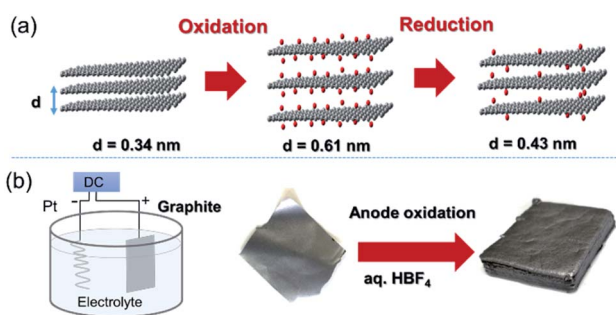 (a)
Oxidation
Reduction
d
d = 0.34 nm
d = 0.61 nm
d = 0.43 nm
(b)
DC
Pt
-
+
Graphite
Electrolyte
Anode oxidation
aq. HBF₄